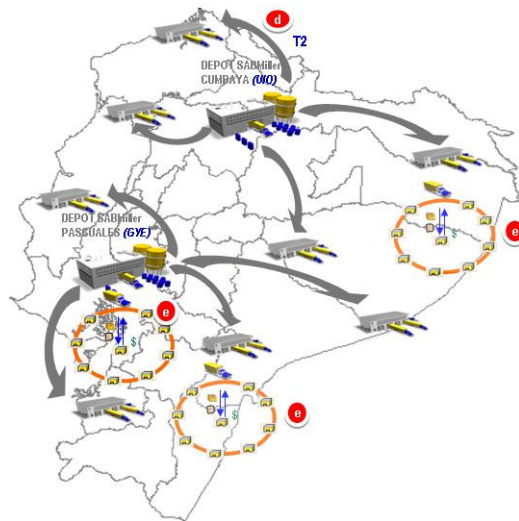 d
T2
DEPOT SABMiller
CUMBAYA (UIO)
DEPOT SABMiller
PASCUALES (GYE)
e
$
e
$
e
$